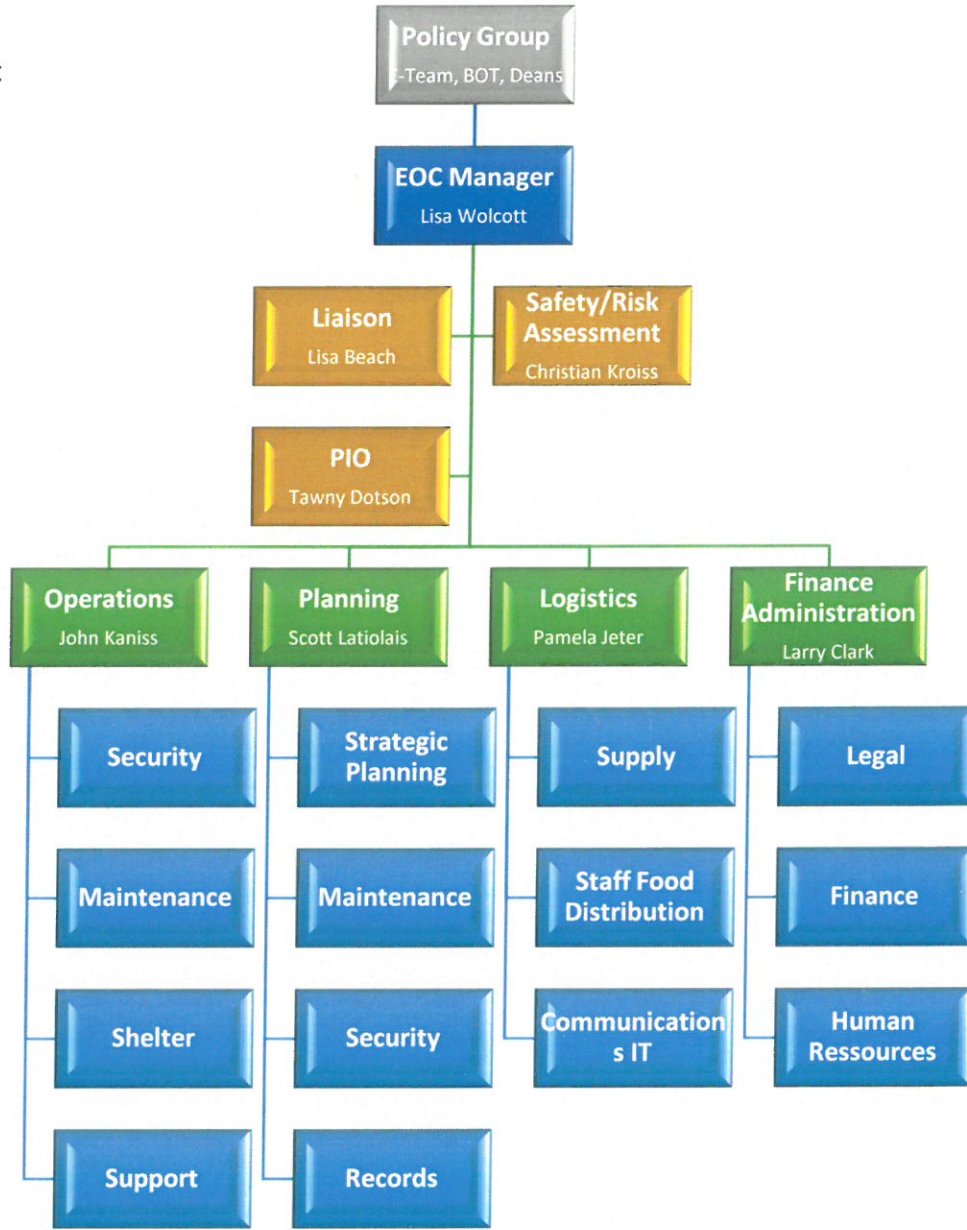 Policy Group
E-Team, BOT, Deans
EOC Manager
Lisa Wolcott
Liaison
Lisa Beach
Safety/Risk
Assessment
Christian Kroiss
PIO
Tawny Dotson
Operations
John Kaniss
Planning
Scott Latiolais
Logistics
Pamela Jeter
Finance
Administration
Larry Clark
Security
Maintenance
Shelter
Support
Strategic
Planning
Maintenance
Security
Records
Supply
Staff Food
Distribution
Communication
s IT
Legal
Finance
Human
Ressources